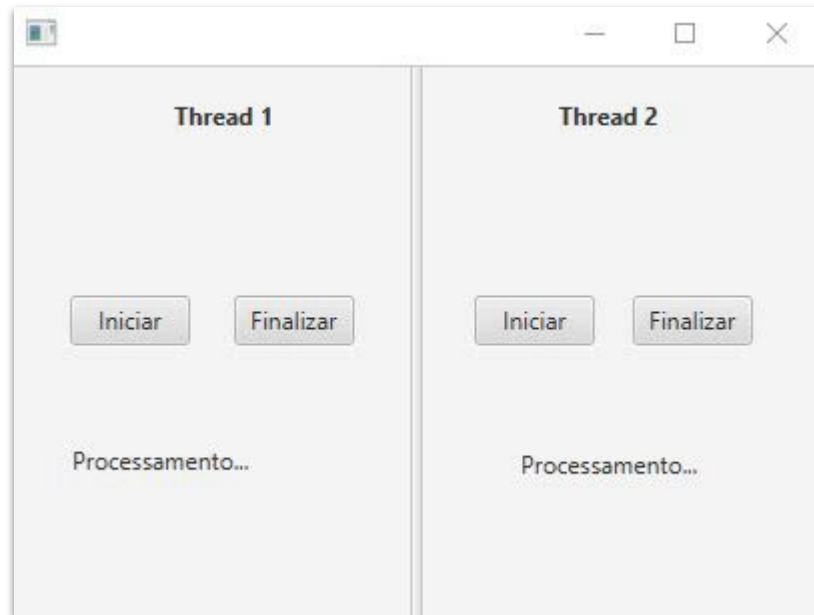 Thread 1
Iniciar
Finalizar
Processamento...
Thread 2
Iniciar
Finalizar
Processamento...